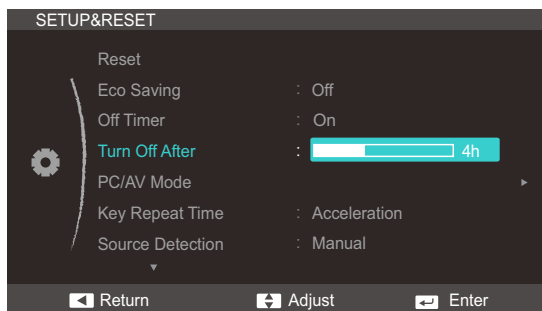 SETUP&RESET
Reset
Eco Saving : Off
Off Timer : On
Turn Off After : 4h
PC/AV Mode
Key Repeat Time : Acceleration
Source Detection : Manual
Return Adjust Enter